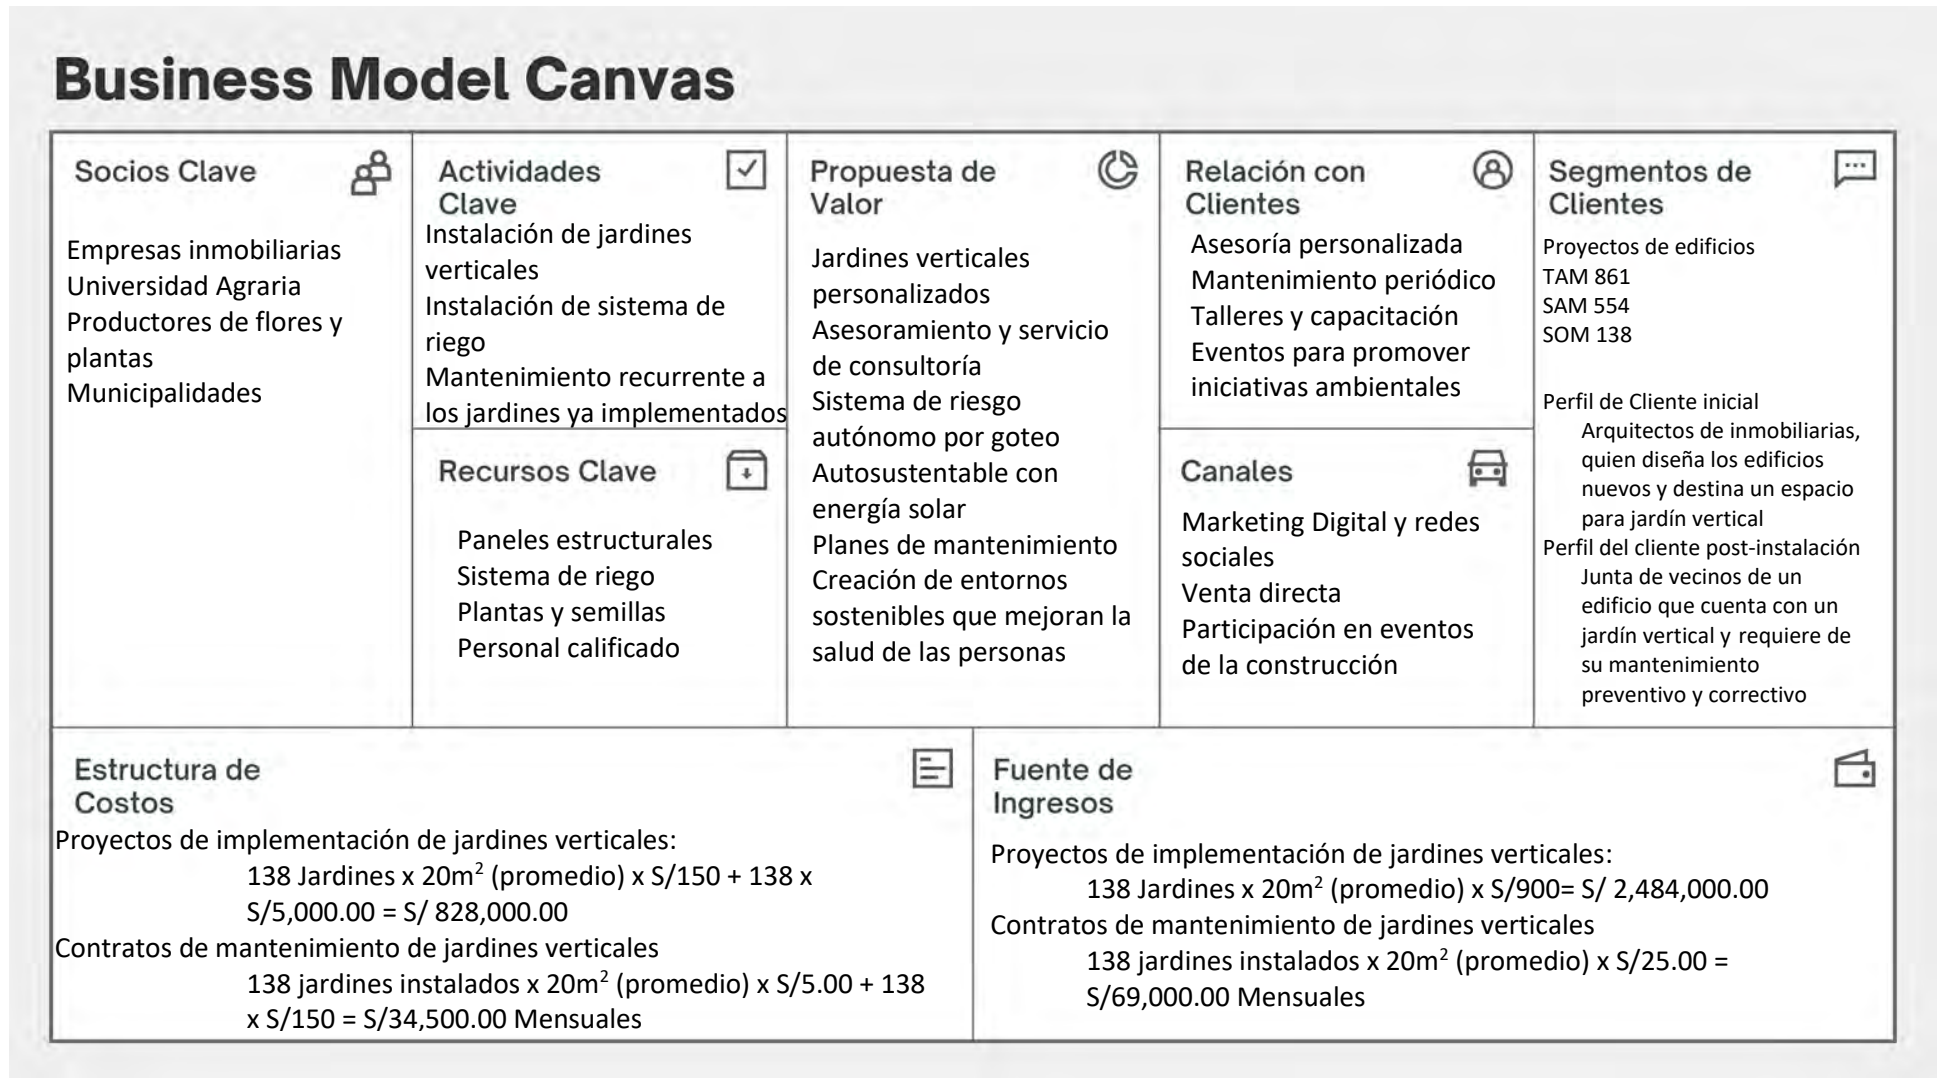 Business Model Canvas
Socios Clave
Empresas inmobiliarias
Universidad Agraria
Productores de flores y
plantas
Municipalidades
Actividades
Clave
Instalación de jardines
verticales
Instalación de sistema de
riego
Mantenimiento recurrente a
los jardines ya implementados
Recursos Clave
Paneles estructurales
Sistema de riego
Plantas y semillas
Personal calificado
Propuesta de
Valor
Jardines verticales
personalizados
Asesoramiento y servicio
de consultoría
Sistema de riesgo
autónomo por goteo
Autosustentable con
energía solar
Planes de mantenimiento
Creación de entornos
sostenibles que mejoran la
salud de las personas
Relación con
Clientes
Asesoría personalizada
Mantenimiento periódico
Talleres y capacitación
Eventos para promover
iniciativas ambientales
Canales
Marketing Digital y redes
sociales
Venta directa
Participación en eventos
de la construcción
Segmentos de
Clientes
Proyectos de edificios
TAM 861
SAM 554
SOM 138
Perfil de Cliente inicial
Arquitectos de inmobiliarias,
quien diseña los edificios
nuevos y destina un espacio
para jardín vertical
Perfil del cliente post-instalación
Junta de vecinos de un
edificio que cuenta con un
jardín vertical y requiere de
su mantenimiento
preventivo y correctivo
Estructura de
Costos
Proyectos de implementación de jardines verticales:
138 Jardines x 20m² (promedio) x S/150 + 138 x
S/5,000.00 = S/ 828,000.00
Contratos de mantenimiento de jardines verticales
138 jardines instalados x 20m² (promedio) x S/5.00 + 138
x S/150 = S/34,500.00 Mensuales
Fuente de
Ingresos
Proyectos de implementación de jardines verticales:
138 Jardines x 20m² (promedio) x S/900= S/ 2,484,000.00
Contratos de mantenimiento de jardines verticales
138 jardines instalados x 20m² (promedio) x S/25.00 =
S/69,000.00 Mensuales